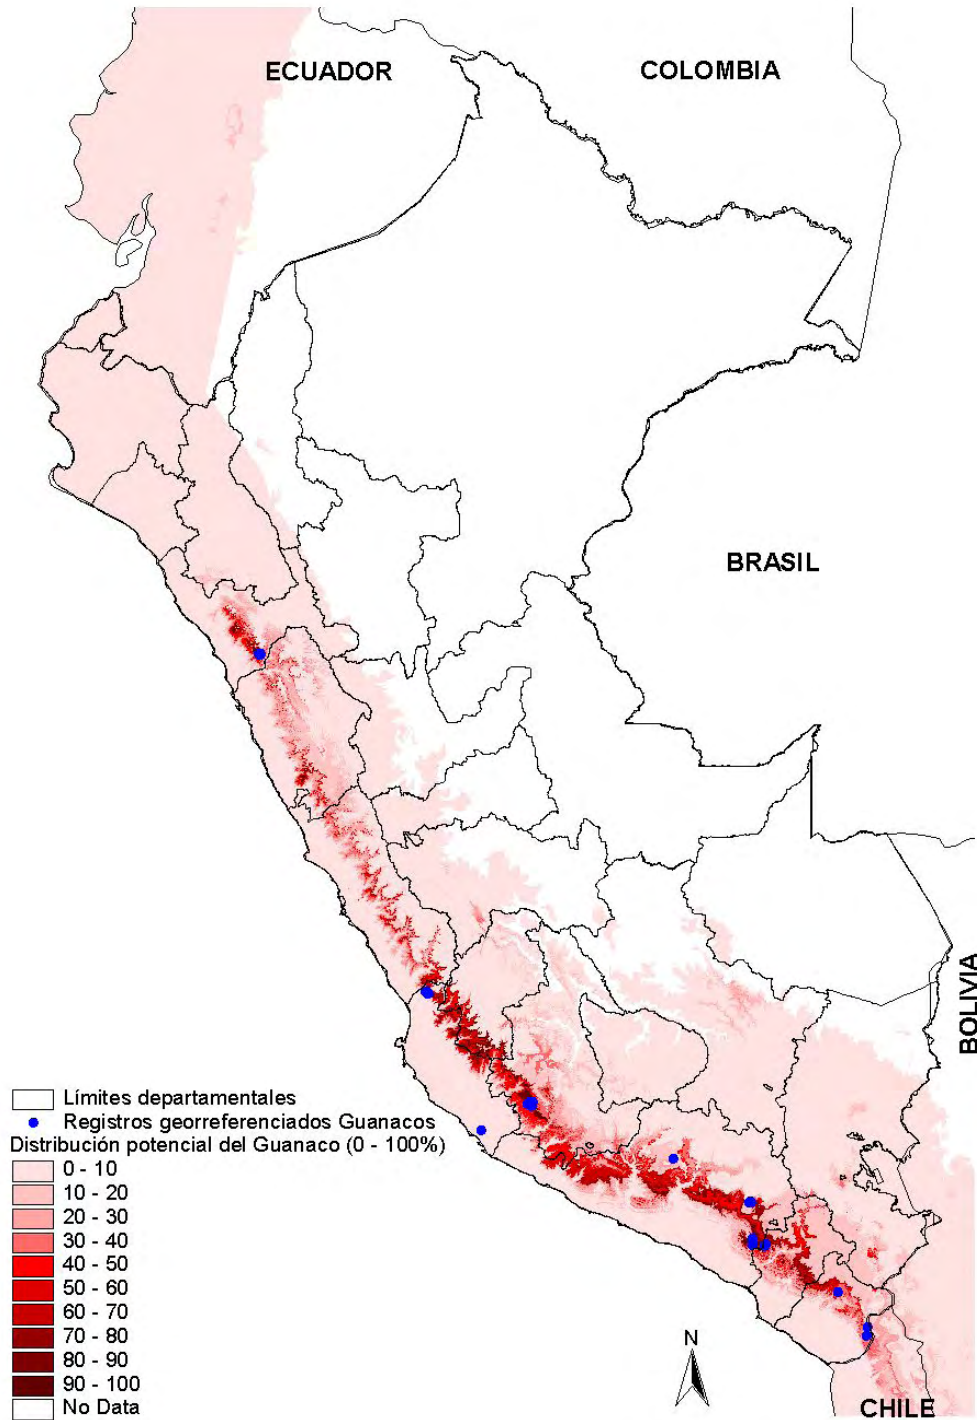 ECUADOR
COLOMBIA
BRASIL
BOLIVIA
Límites departamentales
Registros georreferenciados Guanacos
Distribución potencial del Guanaco (0 - 100%)
0 - 10
10 - 20
20 - 30
30 - 40
40 - 50
50 - 60
60 - 70
70 - 80
80 - 90
90 - 100
No Data
N
CHILE